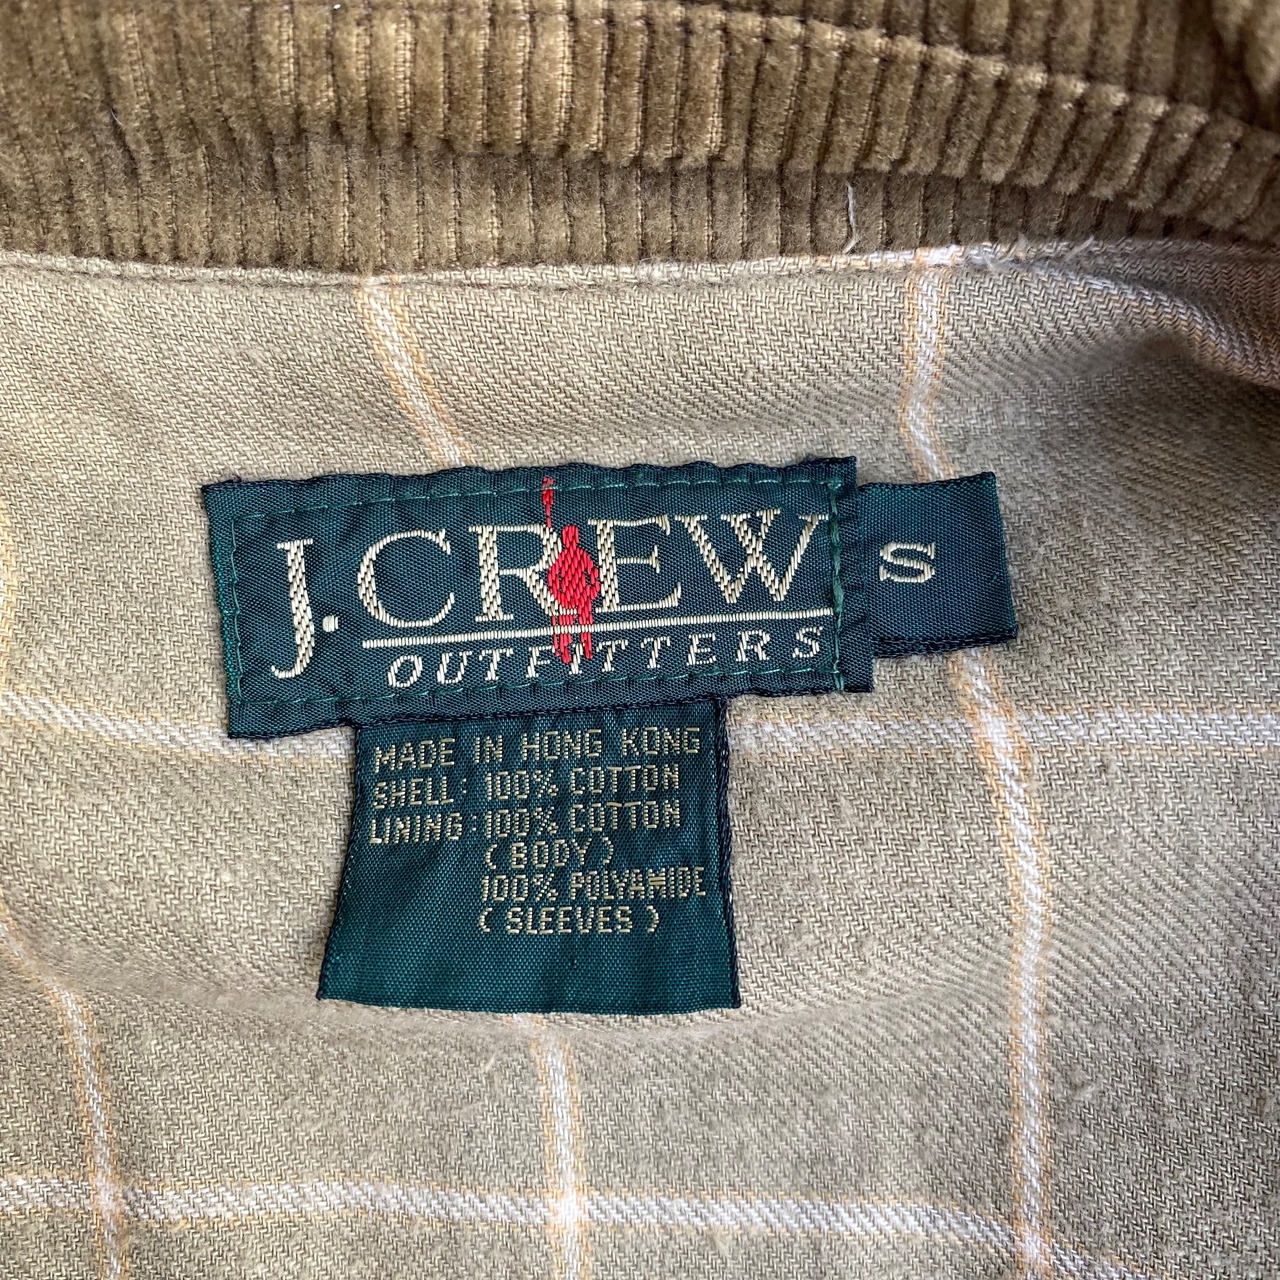 J.CREW
OUTFITTERS
S
MADE IN HONG KONG
SHELL: 100% COTTON
LINING: 100% COTTON
(BODY)
100% POLYAMIDE
(SLEEVES)